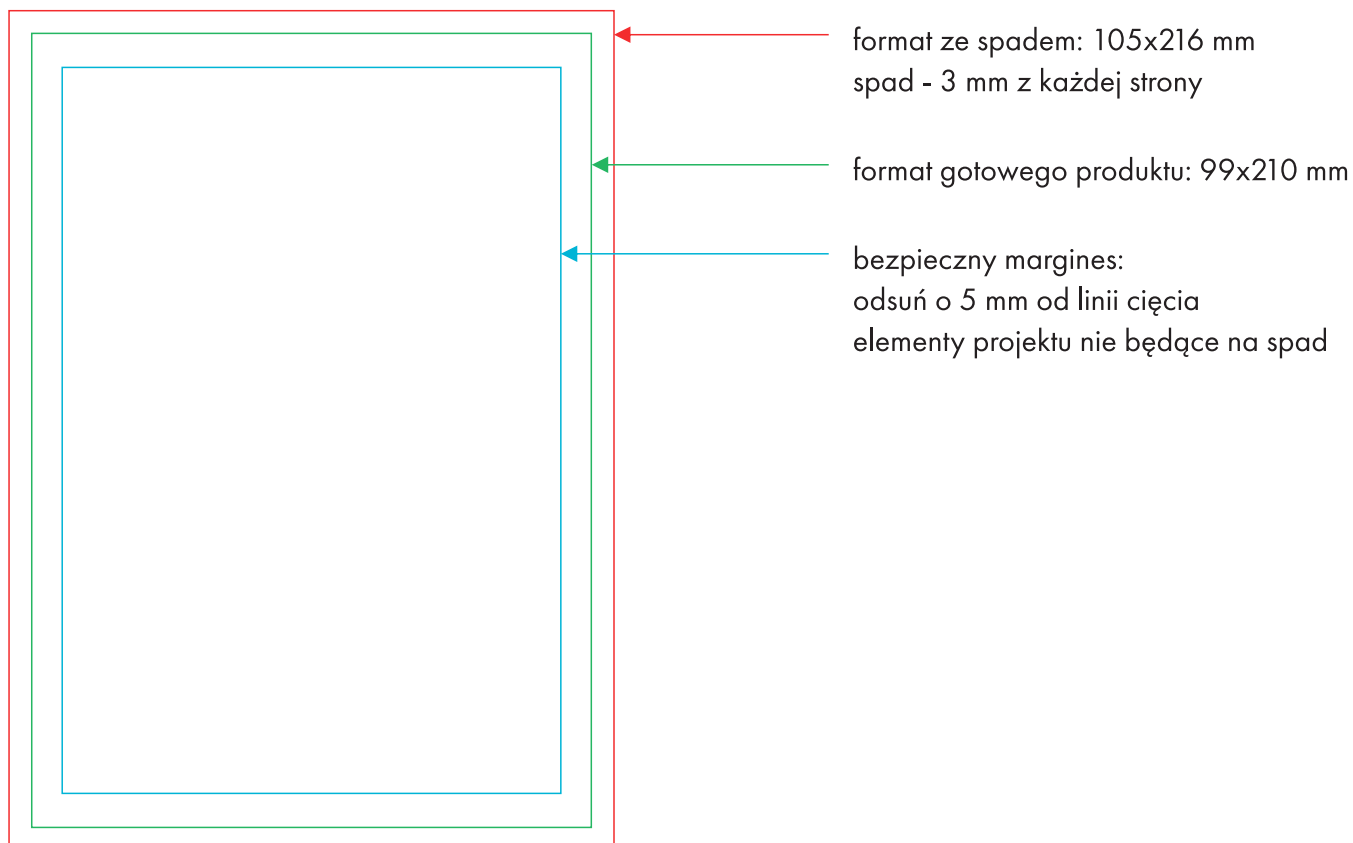 format ze spadem: 105x216 mm
spad - 3 mm z każdej strony
format gotowego produktu: 99x210 mm
bezpieczny margines:
odsuń o 5 mm od linii cięcia
elementy projektu nie będące na spad